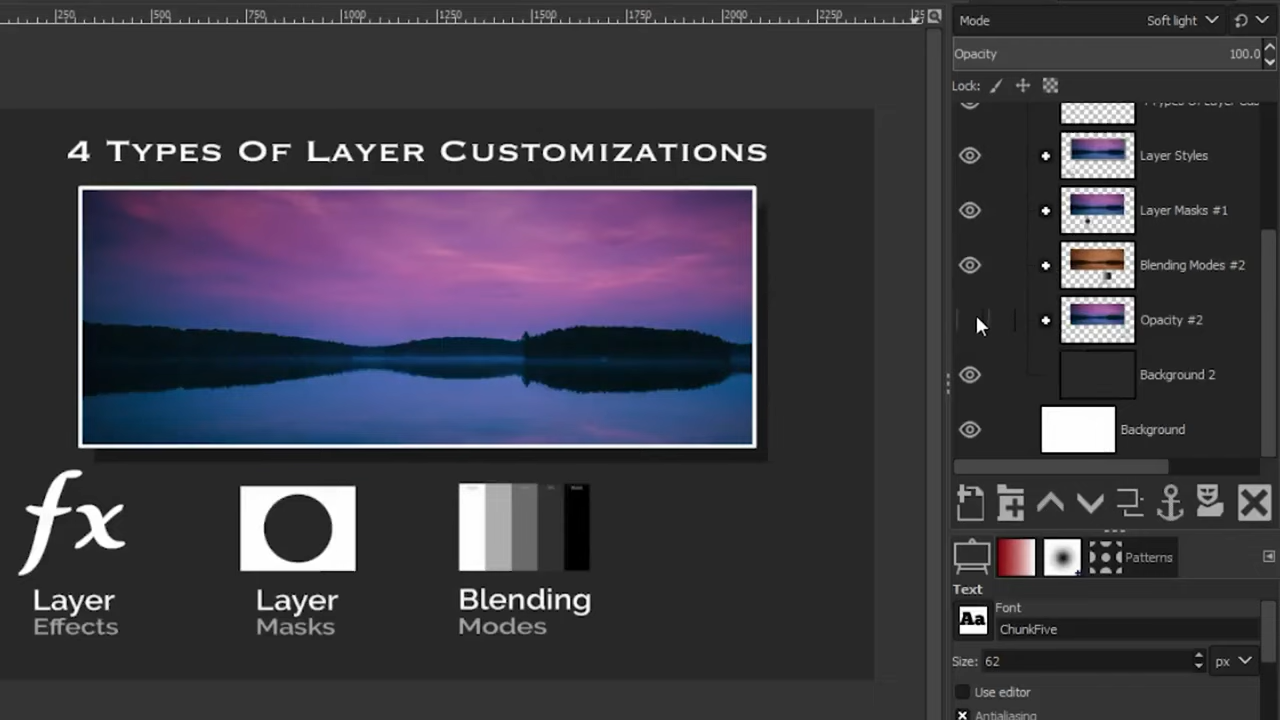 250 500 750 1000 1250 1500 1750 2000 2250
Mode Soft light
Opacity 100.0
Lock:
4 TYPES OF LAYER CUSTOMIZATIONS
Layer Styles
Layer Masks #1
Blending Modes #2
Opacity #2
Background 2
Background
fx
Layer
Effects
Layer
Masks
Blending
Modes
Patterns
Text
Aa
Font
ChunkFive
Size: 62 px
Use editor
Antialiasing